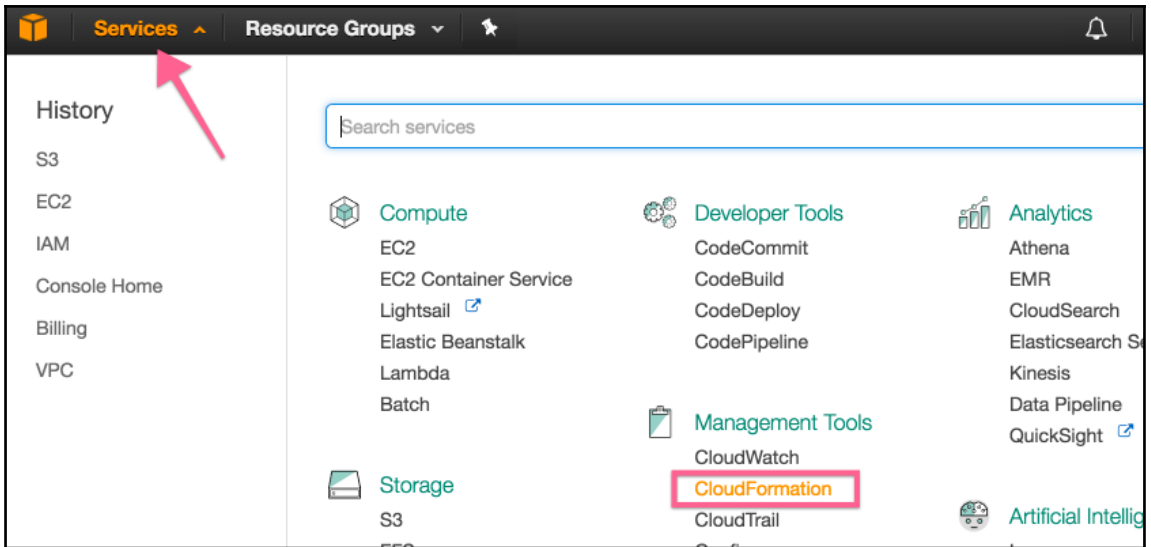 Services Resource Groups
History
S3
EC2
IAM
Console Home
Billing
VPC
Search services
Compute
EC2
EC2 Container Service
Lightsail
Elastic Beanstalk
Lambda
Batch
Storage
S3
Developer Tools
CodeCommit
CodeBuild
CodeDeploy
CodePipeline
Management Tools
CloudWatch
CloudFormation
CloudTrail
Analytics
Athena
EMR
CloudSearch
Elasticsearch
Kinesis
Data Pipeline
QuickSight
Artificial